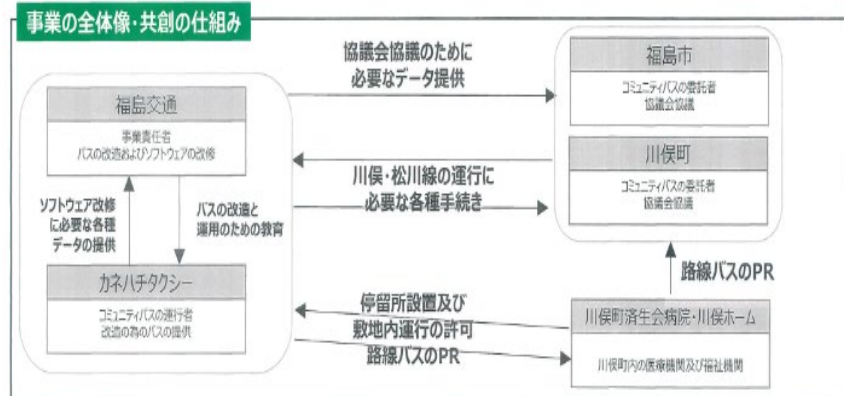 事業の全体像・共創の仕組み
協議会協議のために
必要なデータ提供
福島市
コミュニティバスの委託者
協議会協議
福島交通
事業責任者
バスの改造およびソフトウェアの改修
川俣町
コミュニティバスの委託者
協議会協議
川俣・松川線の運行に
必要な各種手続き
ソフトウェア改修
に必要な各種
データの提供
バスの改造と
運用のための教育
路線バスのPR
カネハチタクシー
コミュニティバスの運行者
改造の為のバスの提供
停留所設置及び
敷地内運行の許可
路線バスのPR
川俣町済生会病院・川俣ホーム
川俣町内の医療機関及び福祉機関